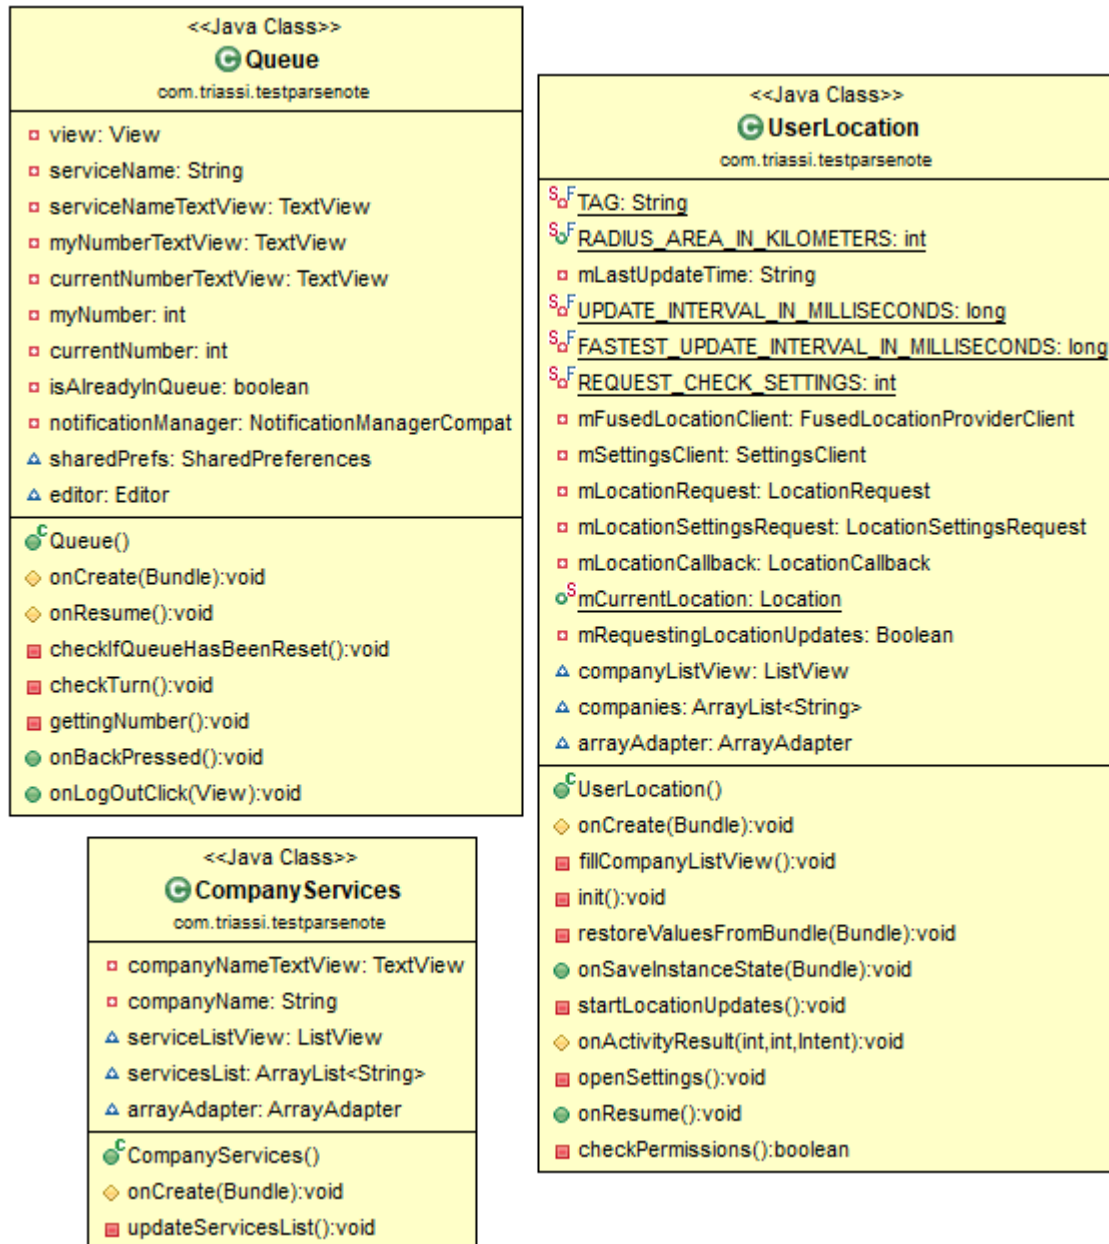 <<Java Class>>
Queue
com.triassi.testparsenote
view: View
serviceName: String
serviceNameTextView: TextView
myNumberTextView: TextView
currentNumberTextView: TextView
myNumber: int
currentNumber: int
isAlreadyInQueue: boolean
notificationManager: NotificationManagerCompat
sharedPrefs: SharedPreferences
editor: Editor
Queue()
onCreate(Bundle):void
onResume():void
checkIfQueueHasBeenReset():void
checkTurn():void
gettingNumber():void
onBackPressed():void
onLogOutClick(View):void
<<Java Class>>
UserLocation
com.triassi.testparsenote
TAG: String
RADIUS_AREA_IN_KILOMETERS: int
mLastUpdateTime: String
UPDATE_INTERVAL_IN_MILLISECONDS: long
FASTEST_UPDATE_INTERVAL_IN_MILLISECONDS: long
REQUEST_CHECK_SETTINGS: int
mFusedLocationClient: FusedLocationProviderClient
mSettingsClient: SettingsClient
mLocationRequest: LocationRequest
mLocationSettingsRequest: LocationSettingsRequest
mLocationCallback: LocationCallback
mCurrentLocation: Location
mRequestingLocationUpdates: Boolean
companyListView: ListView
companies: ArrayList<String>
arrayAdapter: ArrayAdapter
UserLocation()
onCreate(Bundle):void
fillCompanyListView():void
init():void
restoreValuesFromBundle(Bundle):void
onSaveInstanceState(Bundle):void
startLocationUpdates():void
onActivityResult(int,int,Intent):void
openSettings():void
onResume():void
checkPermissions():boolean
<<Java Class>>
CompanyServices
com.triassi.testparsenote
companyNameTextView: TextView
companyName: String
serviceListView: ListView
servicesList: ArrayList<String>
arrayAdapter: ArrayAdapter
CompanyServices()
onCreate(Bundle):void
updateServicesList():void